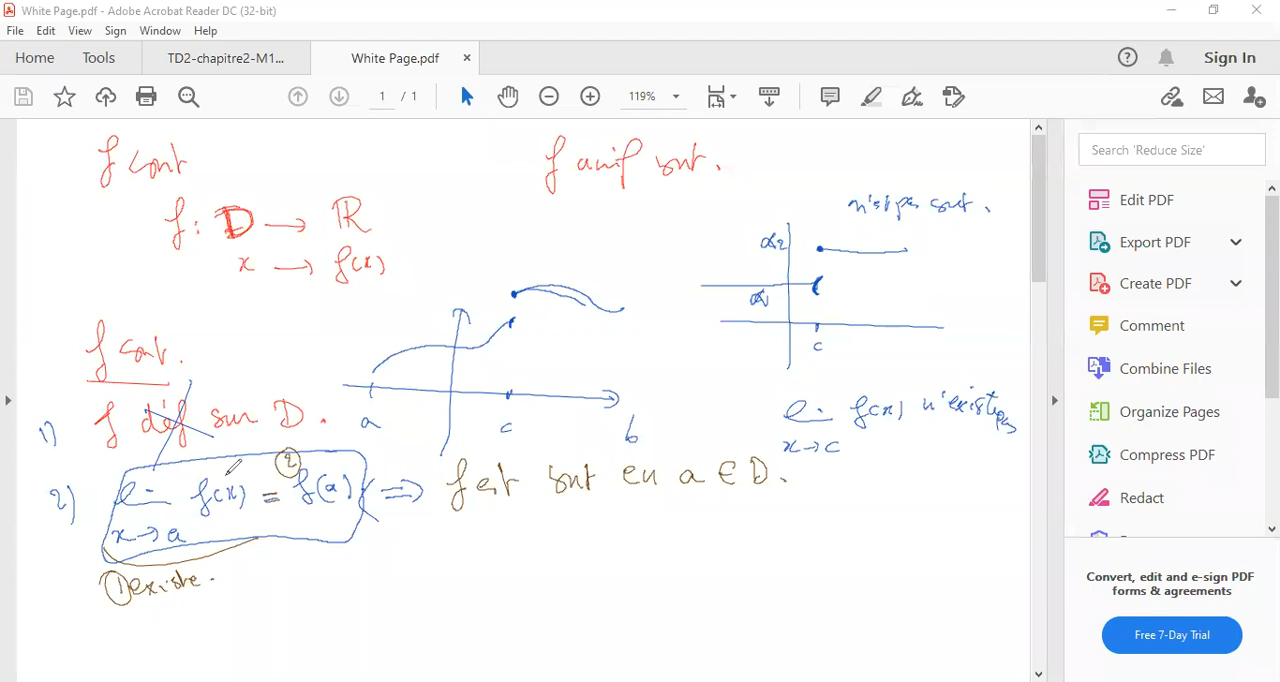 White Page.pdf - Adobe Acrobat Reader DC (32-bit)
File Edit View Sign Window Help
Home Tools TD2-chapitre2-M1... White Page.pdf × Sign In
1 / 1 119%
f cont
f unif cont.
f: D → ℝ
x → f(x)
n'est pas cont.
α2
α1
c
f cont.
1) f déf sur D.
a c b
lim f(x) n'existe pas
x→c
2) lim f(x) = f(a) ⟺ f est cont en a ∈ D.
x→a
2
1 existe.
Search 'Reduce Size'
Edit PDF
Export PDF
Create PDF
Comment
Combine Files
Organize Pages
Compress PDF
Redact
Convert, edit and e-sign PDF
forms & agreements
Free 7-Day Trial